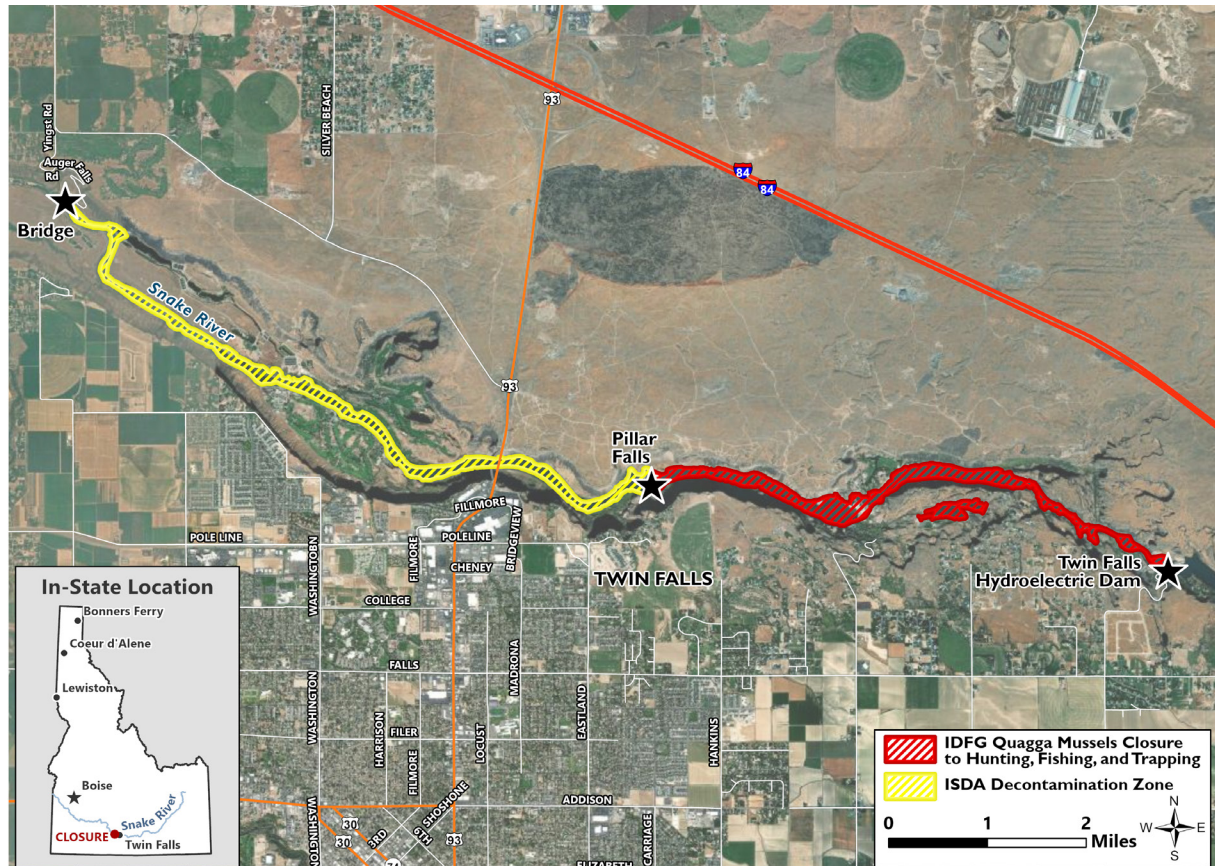 93
SILVER BEACH
Yingst Rd
Auger Falls
Rd
84
84
Bridge
Snake River
93
Pillar
Falls
FILLMORE
POLE LINE
POLELINE
BRIDGEVIEW
CHENEY
WASHINGTOBN
FILLMORE
TWIN FALLS
Twin Falls
Hydroelectric Dam
COLLEGE
FALLS
MADRONA
WASHINGTON
HARRISON
FILER
FILLMORE
LOCUST
EASTLAND
HANKINS
ADDISON
SHOSHONE
WASHINGTON
30
30
3RD
6TH
93
74
CARRIAGE
ELIZABETH
In-State Location
Bonners Ferry
Coeur d'Alene
Lewiston
Boise
Snake River
CLOSURE
Twin Falls
IDFG Quagga Mussels Closure
to Hunting, Fishing, and Trapping
ISDA Decontamination Zone
0 1 2
Miles
N
W E
S